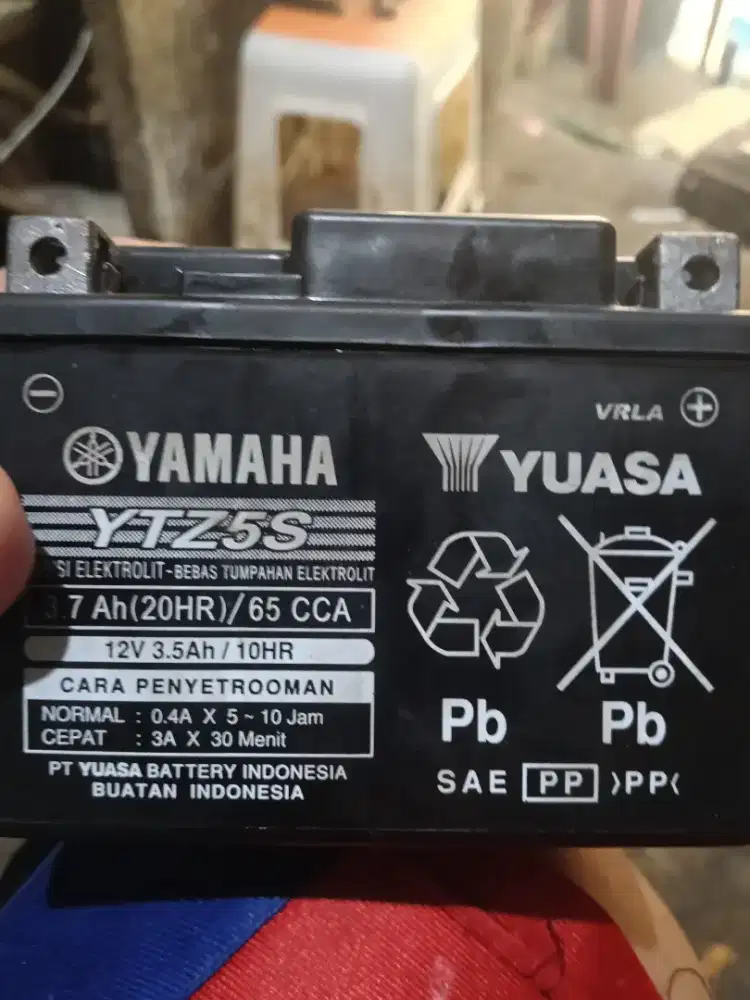 VRLA
YAMAHA
YUASA
YTZ5S
ELEKTROLIT-BEBAS TUMPAHAN ELEKTROLIT
.7 Ah(20HR)/65 CCA
12V 3.5Ah / 10HR
CARA PENYETROOMAN
NORMAL : 0.4A X 5 ~ 10 Jam
CEPAT : 3A X 30 Menit
PT YUASA BATTERY INDONESIA
BUATAN INDONESIA
Pb
Pb
SAE PP >PP<